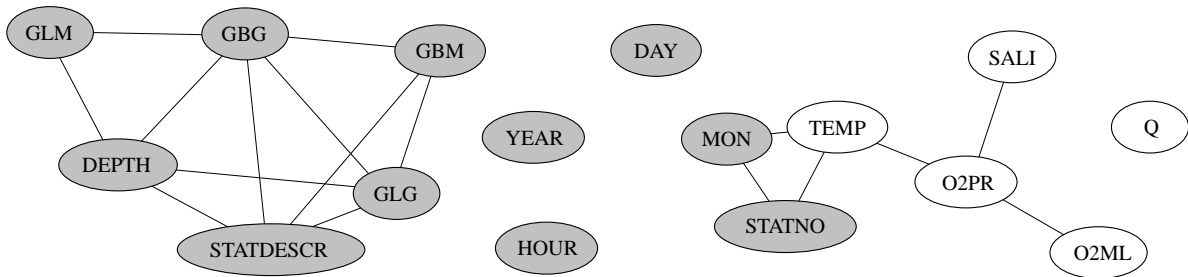 GLM
GBG
GBM
DAY
SALI
YEAR
MON
TEMP
Q
DEPTH
GLG
O2PR
STATNO
STATDESCR
HOUR
O2ML